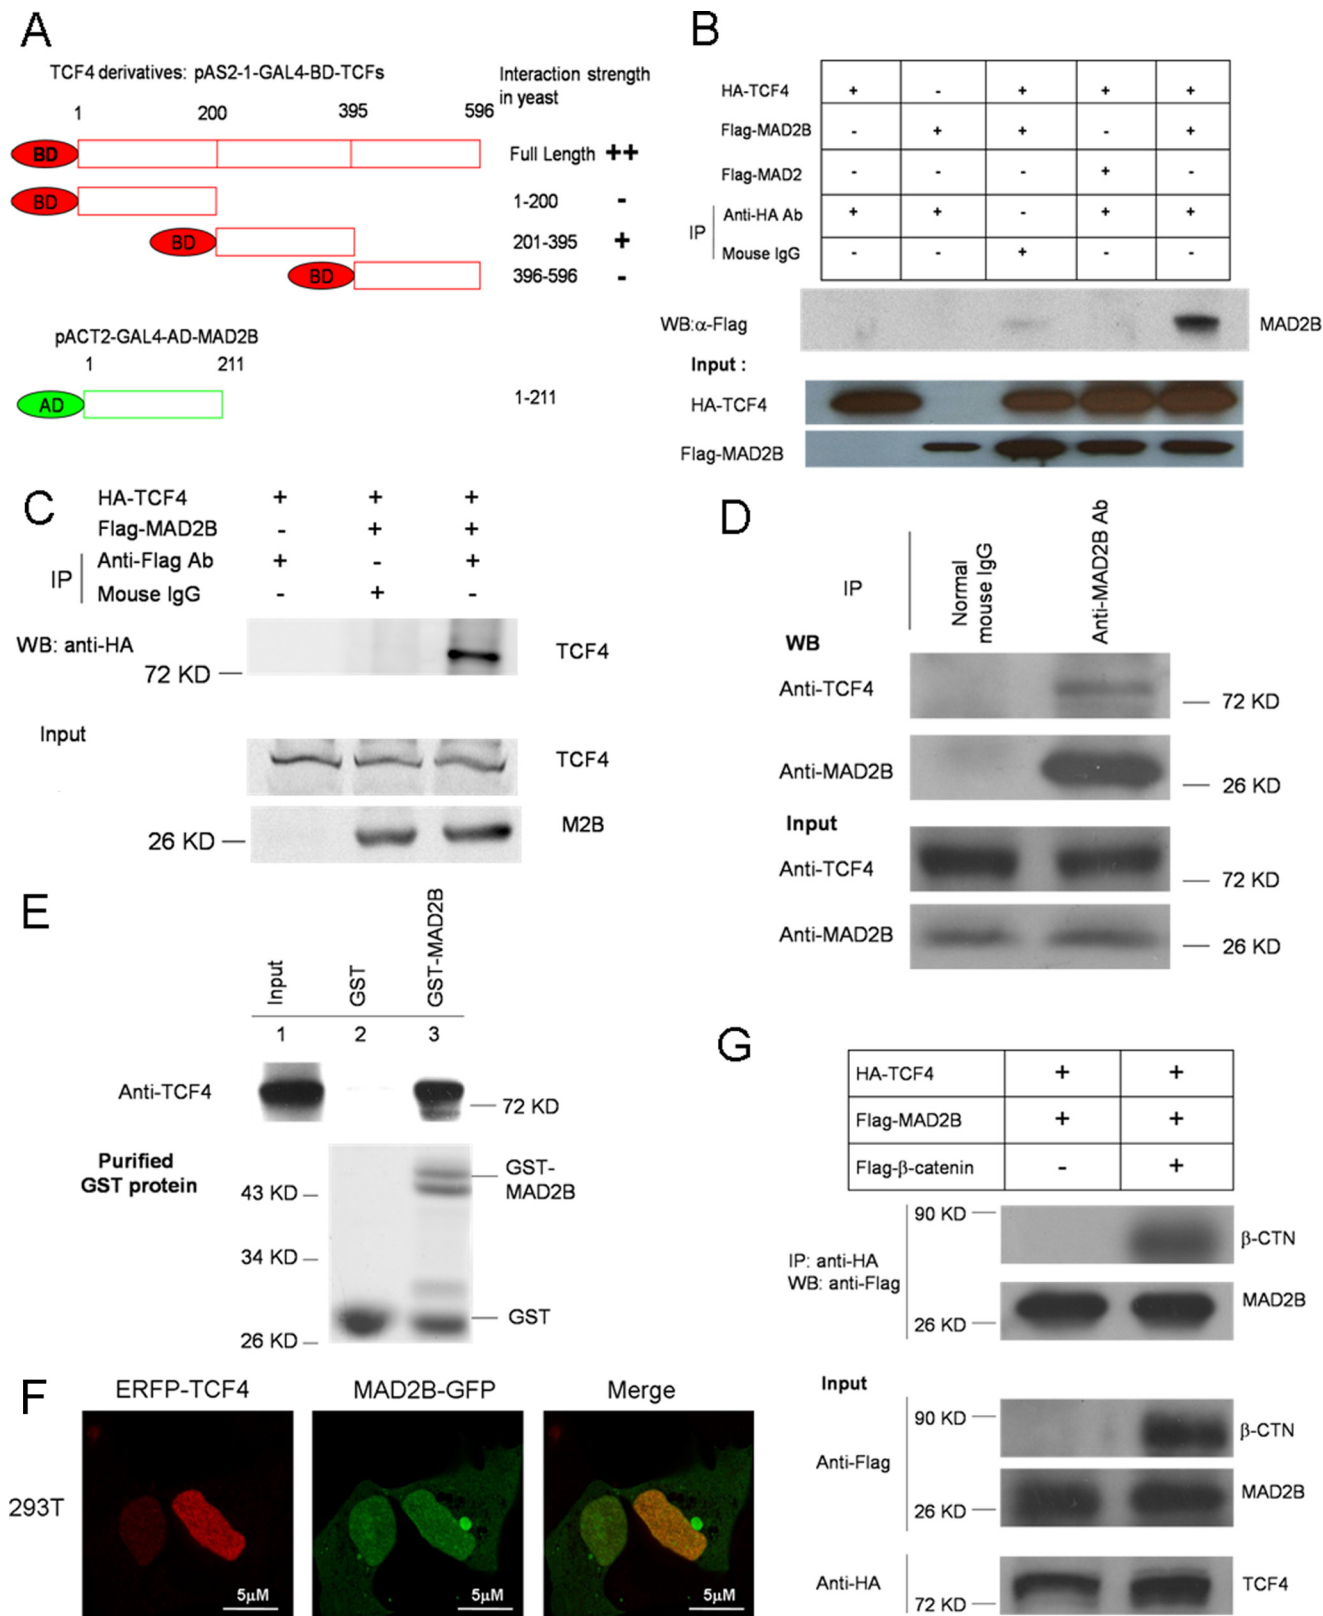 A
TCF4 derivatives: pAS2-1-GAL4-BD-TCFs
Interaction strength
in yeast
1 200 395 596
BD Full Length ++
BD 1-200 -
BD 201-395 +
BD 396-596 -
pACT2-GAL4-AD-MAD2B
1 211
AD 1-211
B
HA-TCF4 + - + + +
Flag-MAD2B - + + - +
Flag-MAD2 - - - + -
IP
Anti-HA Ab + + - + +
Mouse IgG - - + - -
WB:α-Flag MAD2B
Input :
HA-TCF4
Flag-MAD2B
C
HA-TCF4 + + +
Flag-MAD2B - + +
IP
Anti-Flag Ab + - +
Mouse IgG - + -
WB: anti-HA TCF4
72 KD
Input
TCF4
M2B
26 KD
D
IP
Normal
mouse IgG
Anti-MAD2B Ab
WB
Anti-TCF4 72 KD
Anti-MAD2B 26 KD
Input
Anti-TCF4 72 KD
Anti-MAD2B 26 KD
E
Input GST GST-MAD2B
1 2 3
Anti-TCF4 72 KD
Purified
GST protein
GST-
MAD2B
43 KD
34 KD
GST
26 KD
F
ERFP-TCF4 MAD2B-GFP Merge
293T
5μM 5μM 5μM
G
HA-TCF4 + +
Flag-MAD2B + +
Flag-β-catenin - +
90 KD
β-CTN
IP: anti-HA
WB: anti-Flag
MAD2B
26 KD
Input
90 KD
β-CTN
Anti-Flag
MAD2B
26 KD
Anti-HA TCF4
72 KD